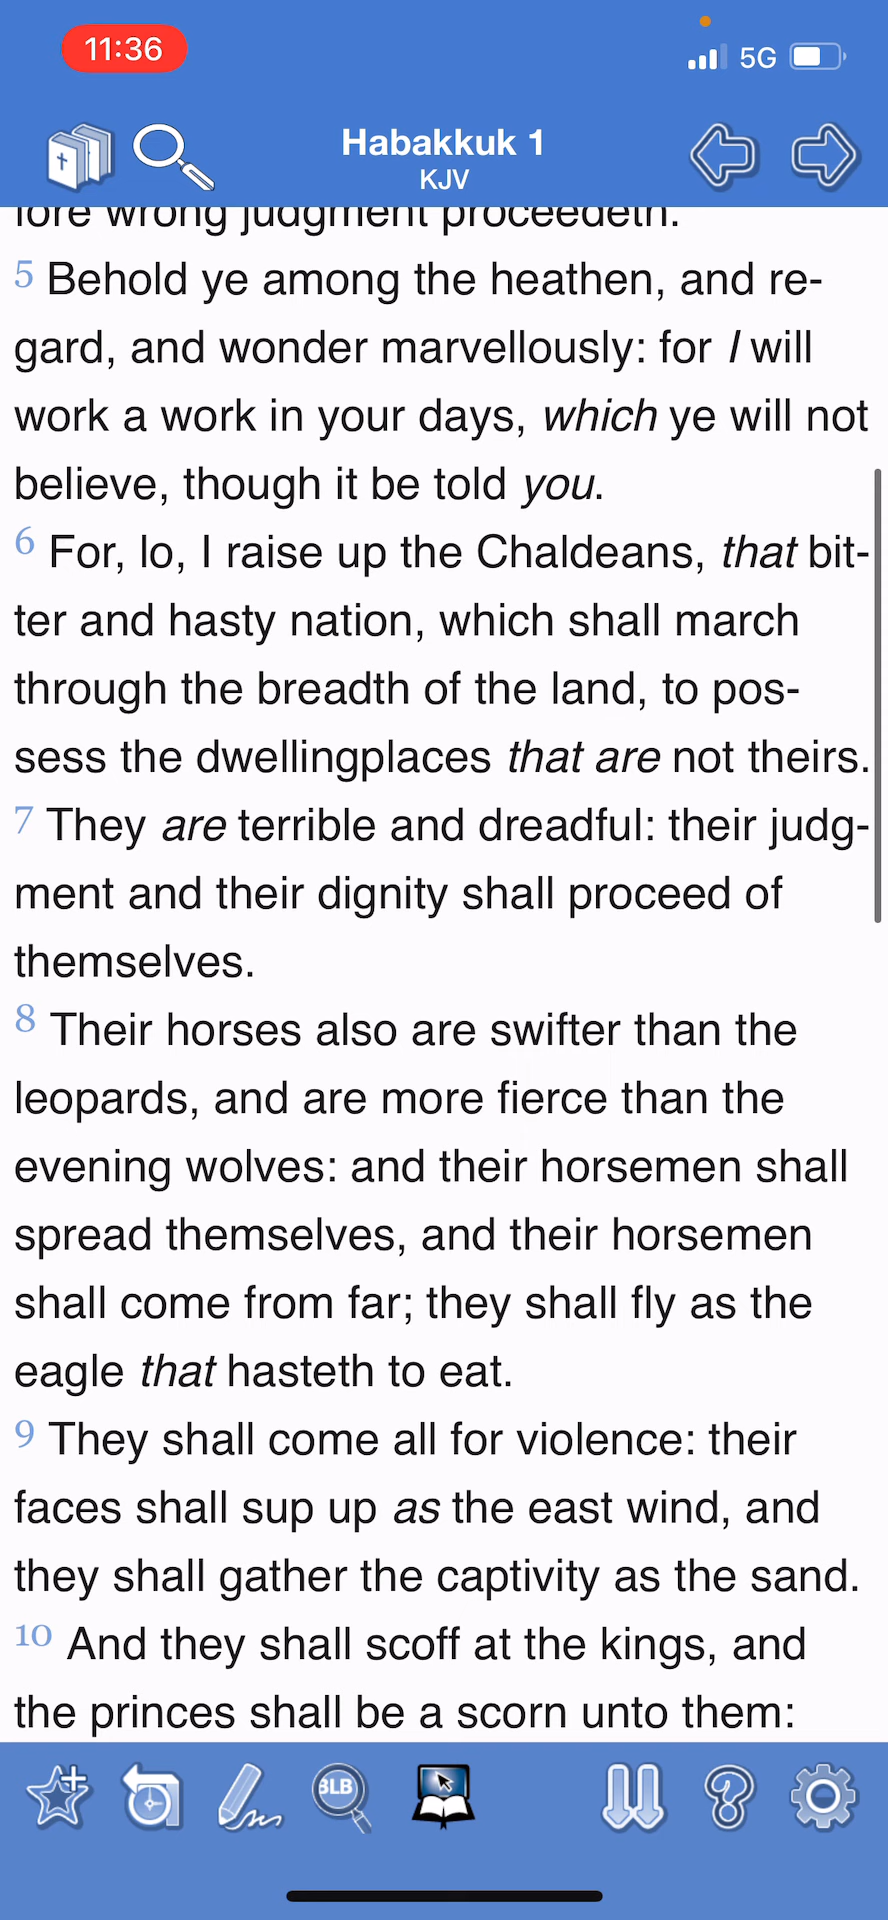 11:36
5G
Habakkuk 1
KJV
fore wrong judgment proceedeth.
5 Behold ye among the heathen, and re-
gard, and wonder marvellously: for I will
work a work in your days, which ye will not
believe, though it be told you.
6 For, lo, I raise up the Chaldeans, that bit-
ter and hasty nation, which shall march
through the breadth of the land, to pos-
sess the dwellingplaces that are not theirs.
7 They are terrible and dreadful: their judg-
ment and their dignity shall proceed of
themselves.
8 Their horses also are swifter than the
leopards, and are more fierce than the
evening wolves: and their horsemen shall
spread themselves, and their horsemen
shall come from far; they shall fly as the
eagle that hasteth to eat.
9 They shall come all for violence: their
faces shall sup up as the east wind, and
they shall gather the captivity as the sand.
10 And they shall scoff at the kings, and
the princes shall be a scorn unto them:
BLB